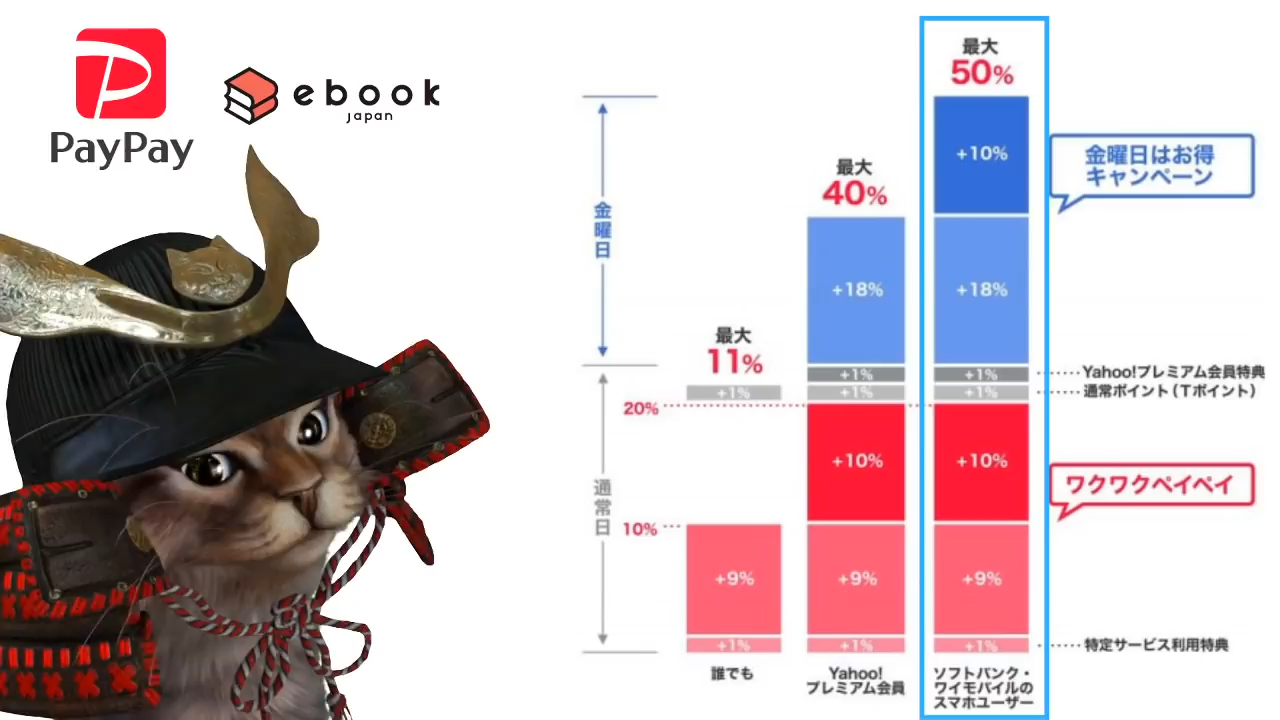 PayPay
ebook
japan
最大
50%
+10%
金曜日はお得
キャンペーン
最大
40%
金曜日
+18%
+18%
最大
11%
+1%
+1%
Yahoo!プレミアム会員特典
+1%
+1%
+1%
通常ポイント(Tポイント)
20%
+10%
+10%
ワクワクペイペイ
通常日
10%
+9%
+9%
+9%
+1%
+1%
+1%
特定サービス利用特典
誰でも
Yahoo!
プレミアム会員
ソフトバンク・
ワイモバイルの
スマホユーザー